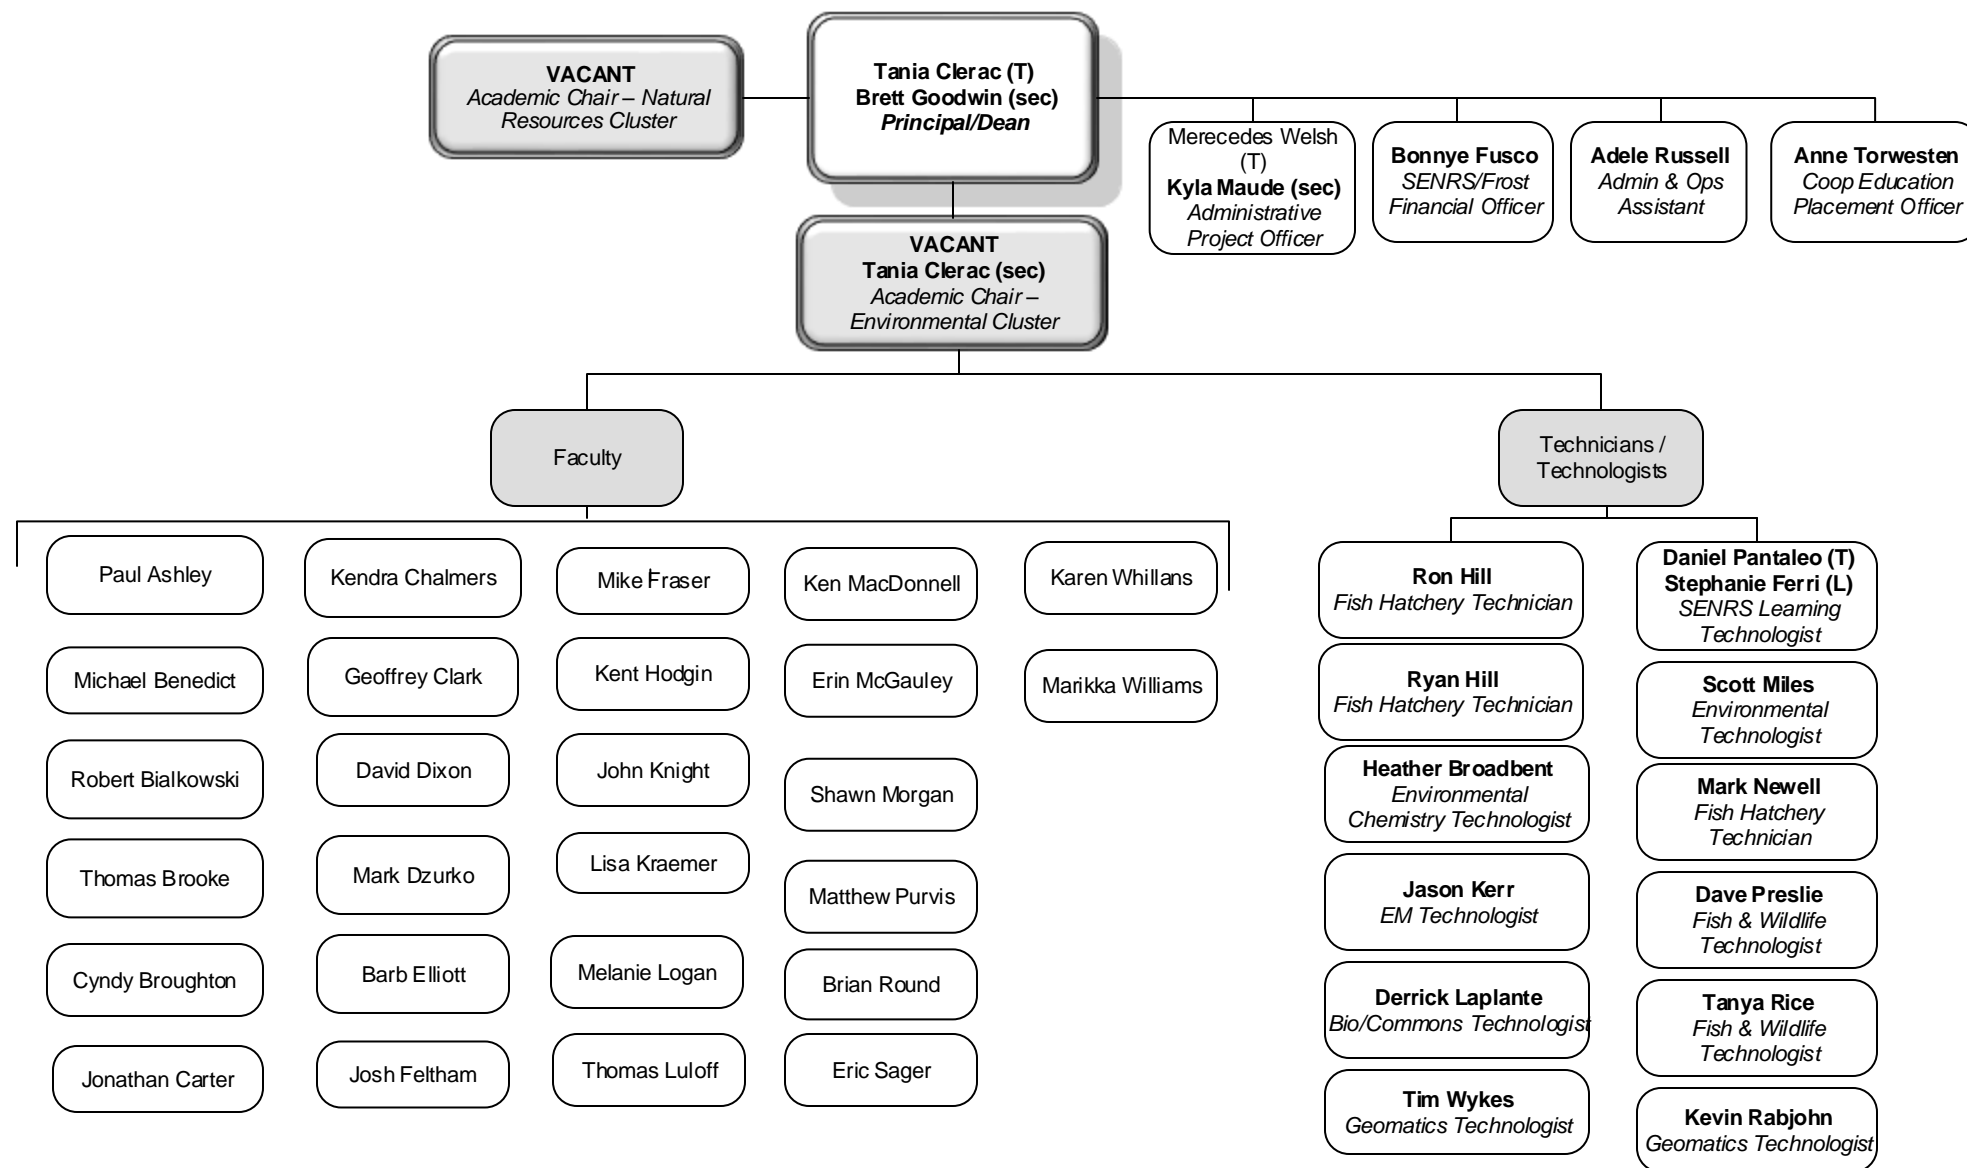 VACANT
Academic Chair – Natural
Resources Cluster
Tania Clerac (T)
Brett Goodwin (sec)
Principal/Dean
Merecedes Welsh
(T)
Kyla Maude (sec)
Administrative
Project Officer
Bonnye Fusco
SENRS/Frost
Financial Officer
Adele Russell
Admin & Ops
Assistant
Anne Torwesten
Coop Education
Placement Officer
VACANT
Tania Clerac (sec)
Academic Chair –
Environmental Cluster
Faculty
Technicians /
Technologists
Paul Ashley
Michael Benedict
Robert Bialkowski
Thomas Brooke
Cyndy Broughton
Jonathan Carter
Kendra Chalmers
Geoffrey Clark
David Dixon
Mark Dzurko
Barb Elliott
Josh Feltham
Mike Fraser
Kent Hodgin
John Knight
Lisa Kraemer
Melanie Logan
Thomas Luloff
Ken MacDonnell
Erin McGauley
Shawn Morgan
Matthew Purvis
Brian Round
Eric Sager
Karen Whillans
Marikka Williams
Ron Hill
Fish Hatchery Technician
Ryan Hill
Fish Hatchery Technician
Heather Broadbent
Environmental
Chemistry Technologist
Jason Kerr
EM Technologist
Derrick Laplante
Bio/Commons Technologist
Tim Wykes
Geomatics Technologist
Daniel Pantaleo (T)
Stephanie Ferri (L)
SENRS Learning
Technologist
Scott Miles
Environmental
Technologist
Mark Newell
Fish Hatchery
Technician
Dave Preslie
Fish & Wildlife
Technologist
Tanya Rice
Fish & Wildlife
Technologist
Kevin Rabjohn
Geomatics Technologist